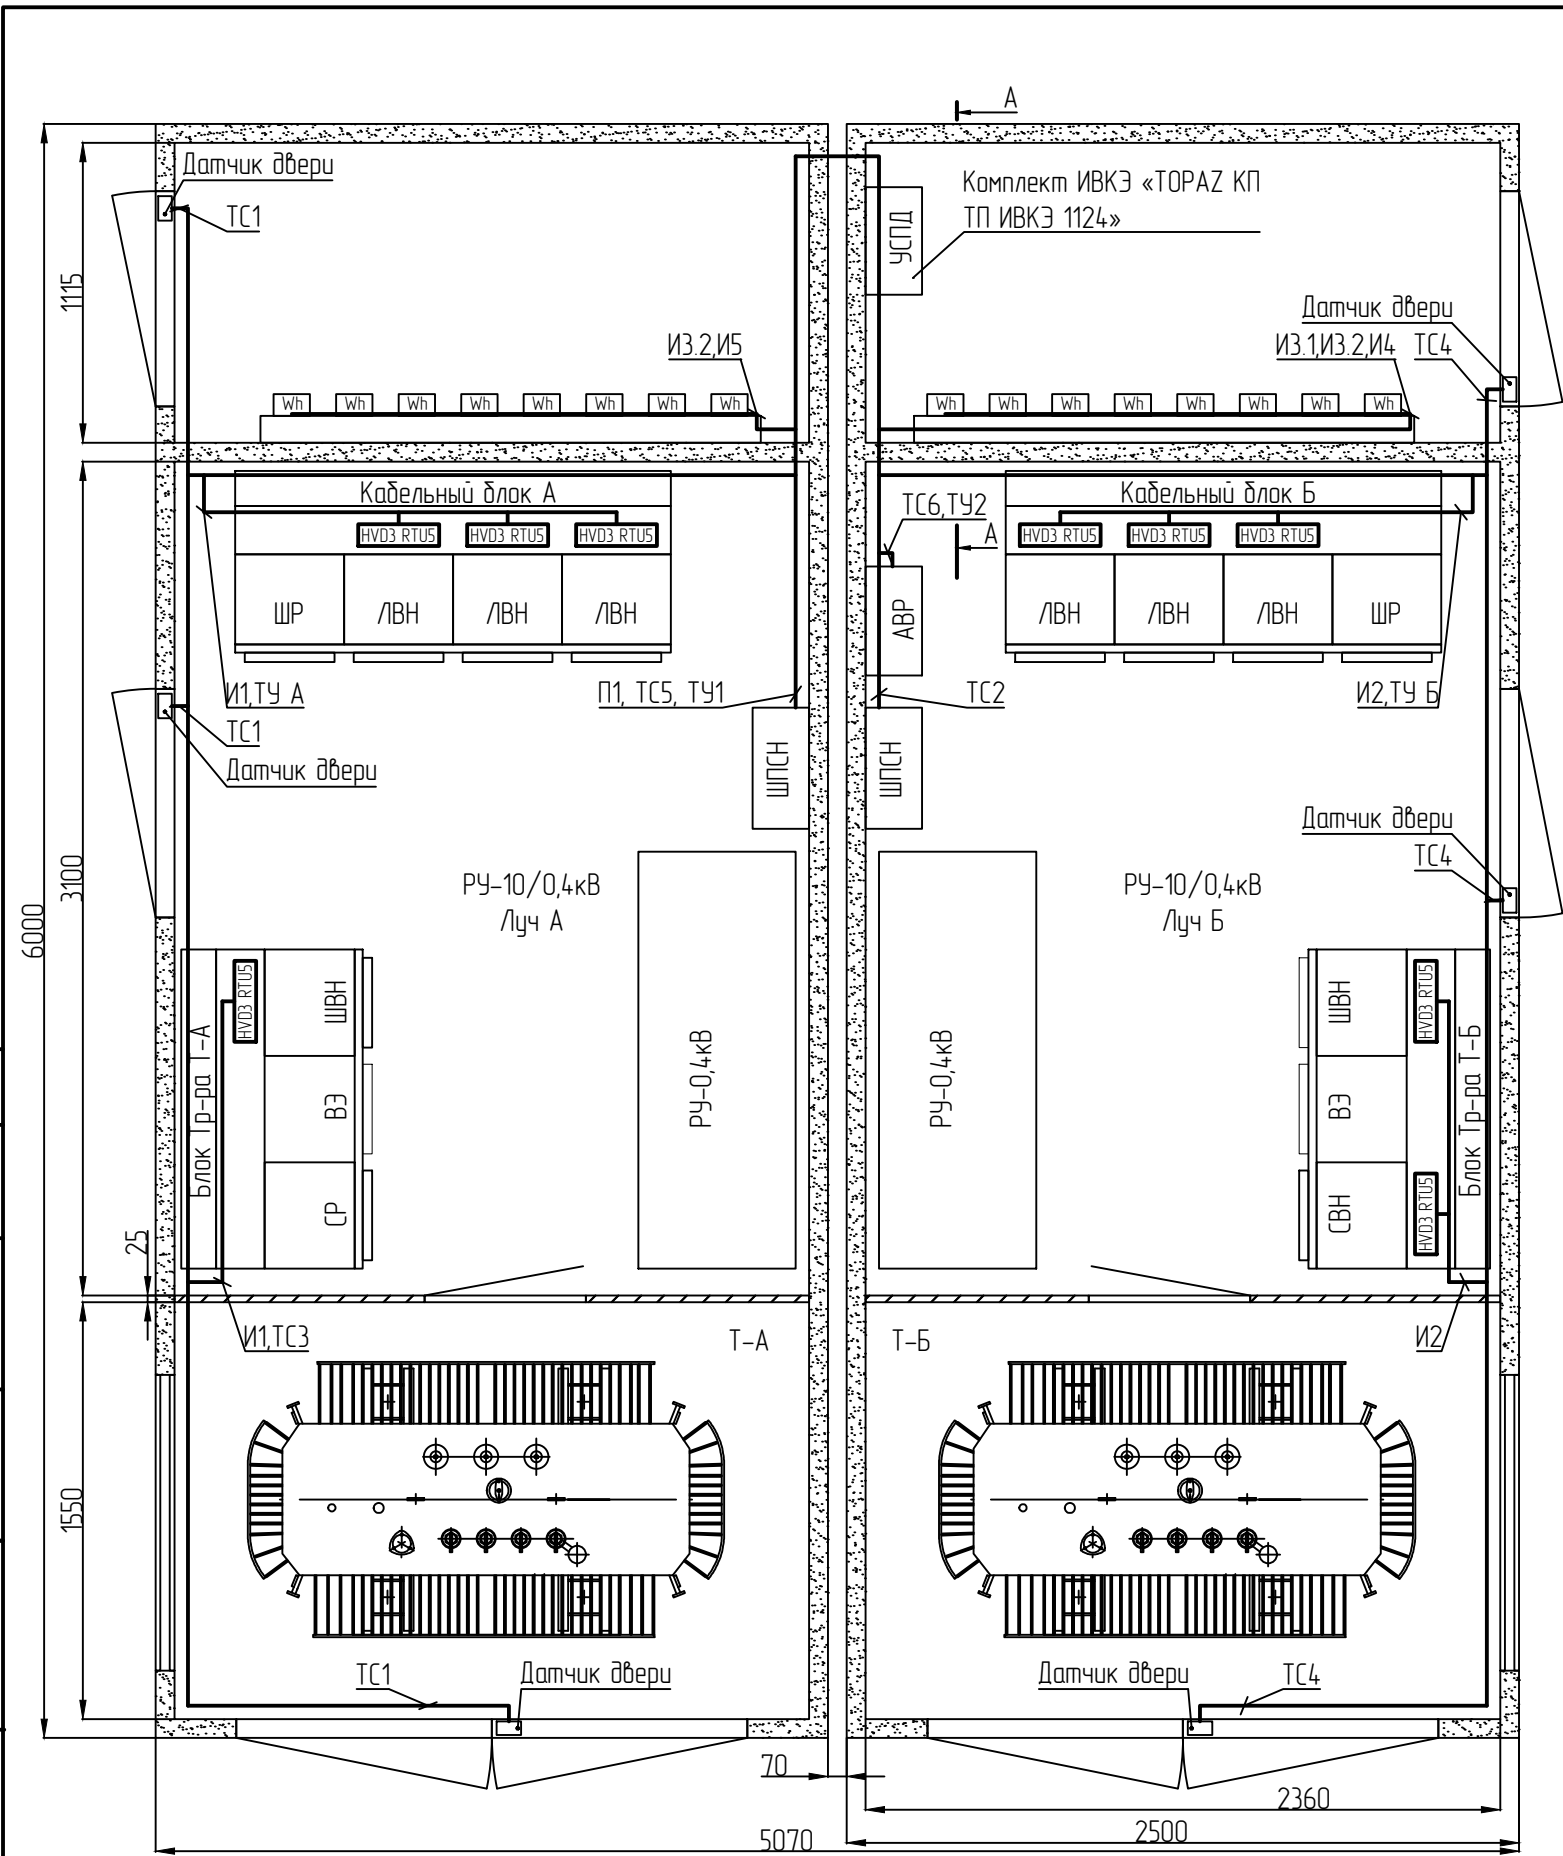 А
Датчик двери
ТС1
Комплект ИВКЭ «TOPAZ КП
ТП ИВКЭ 1124»
УСПД
1115
Датчик двери
ТС4
И3.2,И5
И3.1,И3.2,И4
Wh Wh Wh Wh Wh Wh Wh Wh
Wh Wh Wh Wh Wh Wh Wh Wh
Кабельный блок А
HVD3 RTU5 HVD3 RTU5 HVD3 RTU5
ШР ЛВН ЛВН ЛВН
ТС6,ТУ2
А
АВР
Кабельный блок Б
HVD3 RTU5 HVD3 RTU5 HVD3 RTU5
ЛВН ЛВН ЛВН ШР
И1,ТУ А
П1, ТС5, ТУ1
ТС2
И2,ТУ Б
ТС1
Датчик двери
ШПСН
ШПСН
Датчик двери
ТС4
3100
6000
РУ-10/0,4кВ
Луч А
РУ-10/0,4кВ
Луч Б
Блок Тр-ра Т-А
HVD3 RTU5
ШВН
ВЭ
СР
РУ-0,4кВ
РУ-0,4кВ
ШВН
ВЭ
СВН
HVD3 RTU5
HVD3 RTU5
Блок Тр-ра Т-Б
25
И1,ТС3
Т-А
Т-Б
И2
1550
ТС1
Датчик двери
Датчик двери
ТС4
70
2360
2500
5070